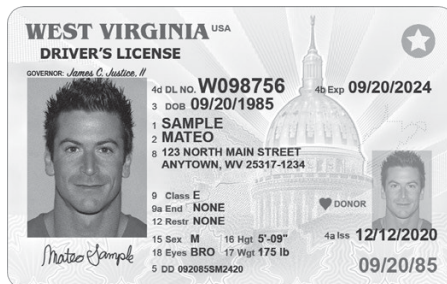 WEST VIRGINIA USA
DRIVER'S LICENSE
GOVERNOR: James C. Justice, II
4d DL NO. W098756 4b Exp 09/20/2024
3 DOB 09/20/1985
1 SAMPLE
2 MATEO
8 123 NORTH MAIN STREET
ANYTOWN, WV 25317-1234
9 Class E
9a End NONE
12 Restr NONE
DONOR
15 Sex M 16 Hgt 5'-09"
4a Iss 12/12/2020
18 Eyes BRO 17 Wgt 175 lb
Mateo Sample
5 DD 092085SM2420
09/20/85